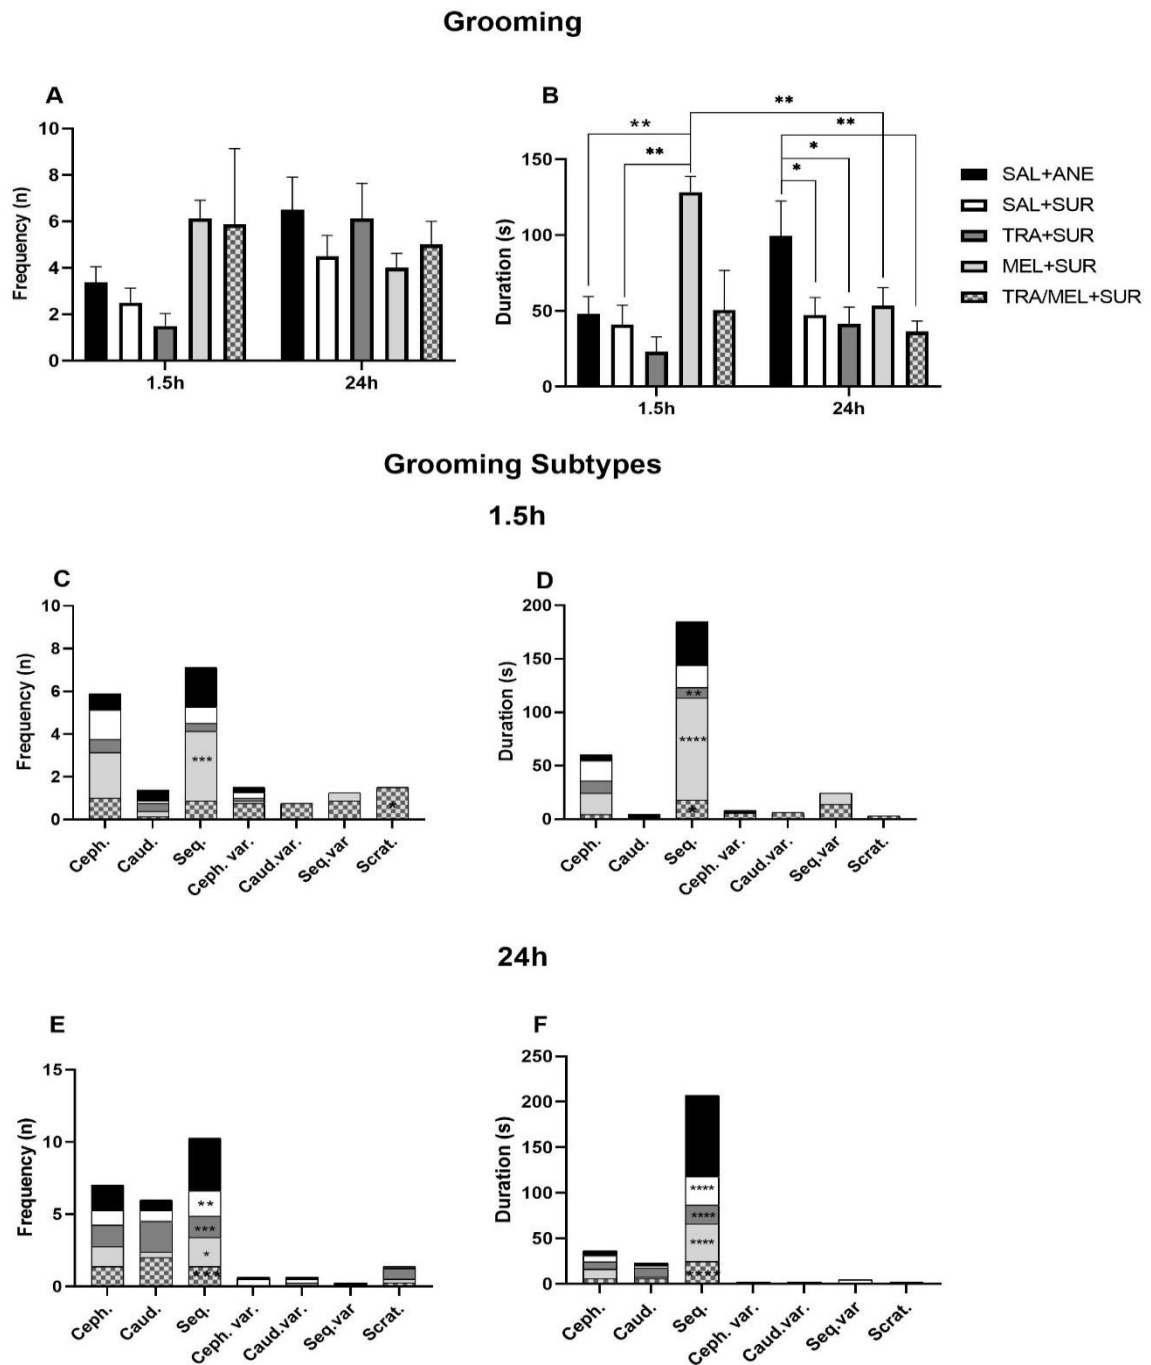 Grooming
A
Frequency (n)
10
8
6
4
2
0
1.5h
24h
B
Duration (s)
150
100
50
0
1.5h
24h
**
**
**
**
*
*
SAL+ANE
SAL+SUR
TRA+SUR
MEL+SUR
TRA/MEL+SUR
Grooming Subtypes
1.5h
C
Frequency (n)
10
8
6
4
2
0
***
*
Ceph.
Caud.
Seq.
Ceph. var.
Caud.var.
Seq.var
Scrat.
D
Duration (s)
200
150
100
50
0
**
****
*
Ceph.
Caud.
Seq.
Ceph. var.
Caud.var.
Seq.var
Scrat.
24h
E
Frequency (n)
15
10
5
0
**
***
*
***
Ceph.
Caud.
Seq.
Ceph. var.
Caud.var.
Seq.var
Scrat.
F
Duration (s)
250
200
150
100
50
0
****
****
****
****
Ceph.
Caud.
Seq.
Ceph. var.
Caud.var.
Seq.var
Scrat.